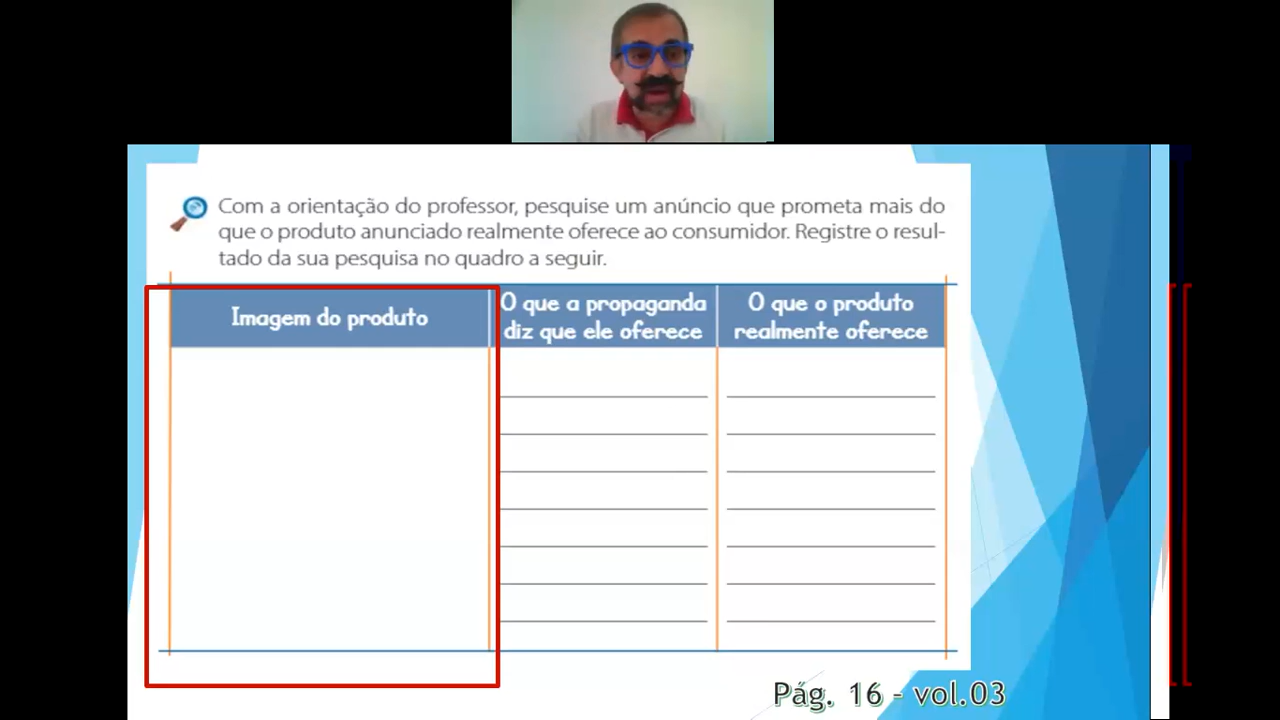 Com a orientação do professor, pesquise um anúncio que prometa mais do
que o produto anunciado realmente oferece ao consumidor. Registre o resul-
tado da sua pesquisa no quadro a seguir.
Imagem do produto
O que a propaganda
diz que ele oferece
O que o produto
realmente oferece
Pág. 16 - vol.03